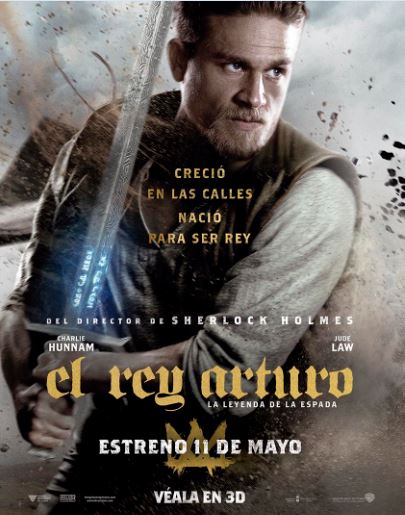 CRECIÓ
EN LAS CALLES
NACIÓ
PARA SER REY
DEL DIRECTOR DE SHERLOCK HOLMES
CHARLIE
HUNNAM
JUDE
LAW
el rey arturo
LA LEYENDA DE LA ESPADA
ESTRENO 11 DE MAYO
VÉALA EN 3D